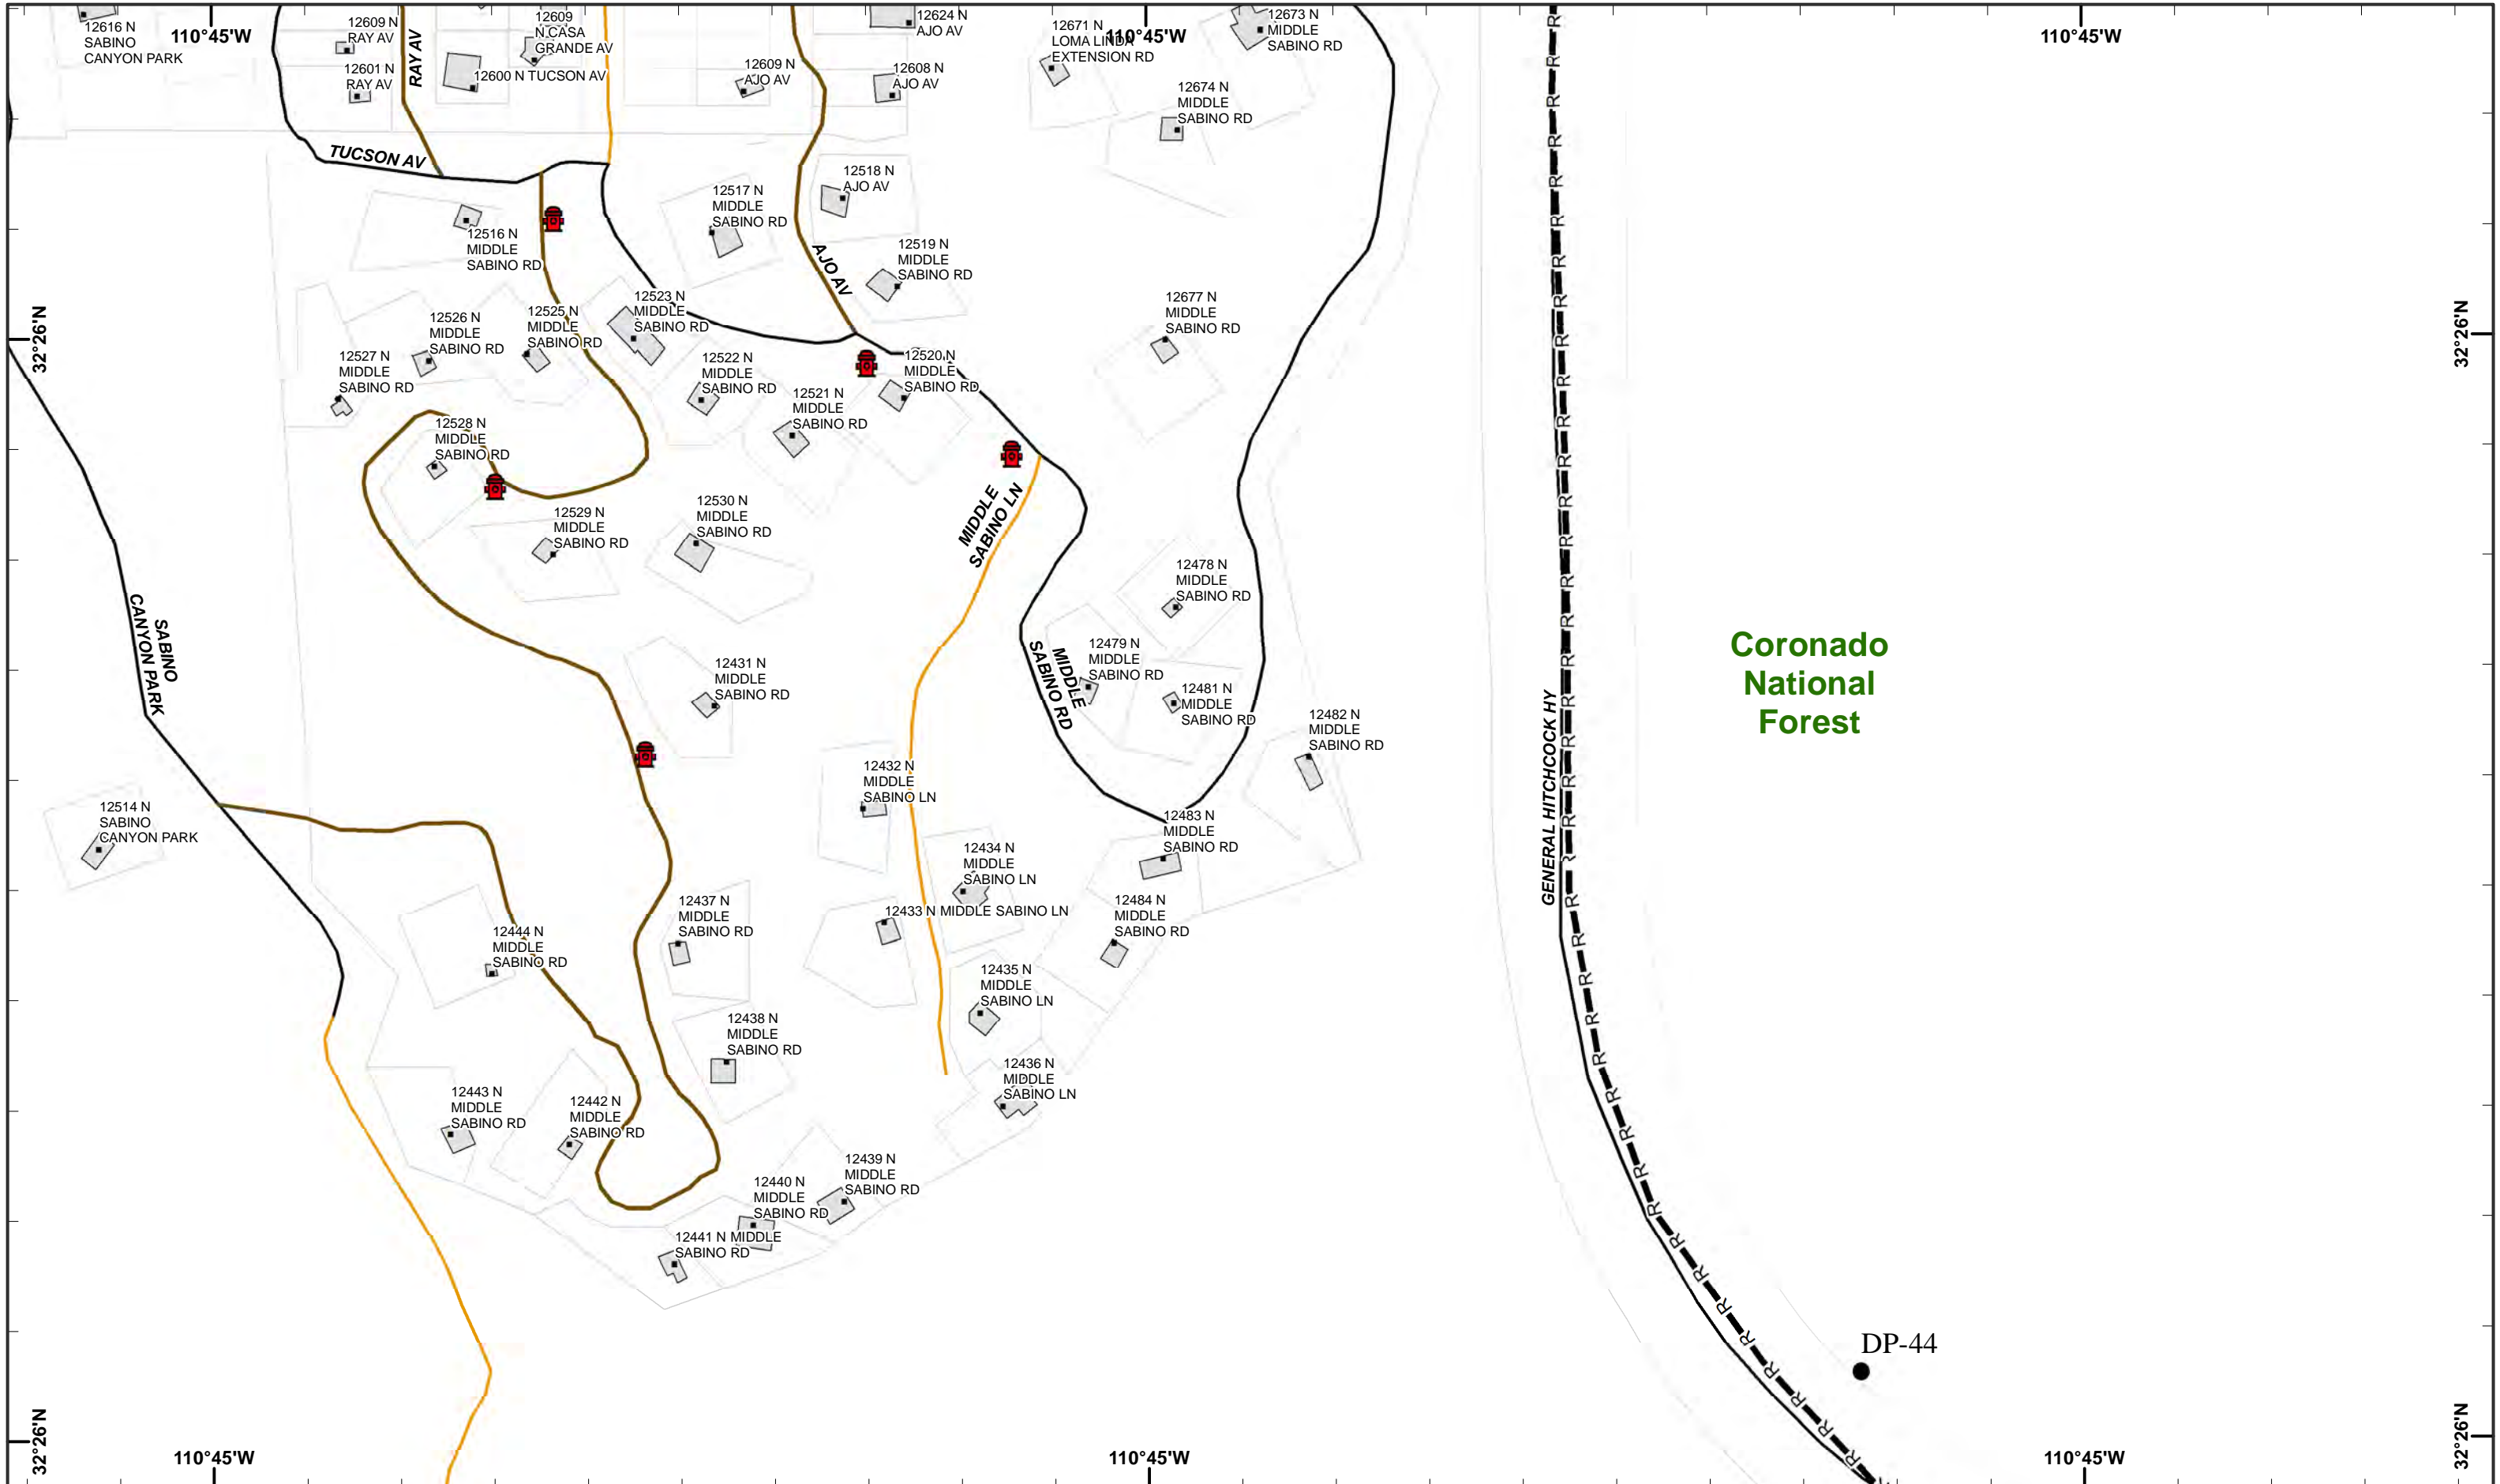 12616 N
SABINO
CANYON PARK
110°45'W
12609 N
RAY AV
12601 N
RAY AV
RAY AV
12609
N CASA
GRANDE AV
12600 N TUCSON AV
12624 N
AJO AV
12609 N
AJO AV
12608 N
AJO AV
12671 N
LOMA LINDA
EXTENSION RD
110°45'W
12673 N
MIDDLE
SABINO RD
12674 N
MIDDLE
SABINO RD
110°45'W
TUCSON AV
12516 N
MIDDLE
SABINO RD
12517 N
MIDDLE
SABINO RD
12518 N
AJO AV
AJO AV
12519 N
MIDDLE
SABINO RD
12677 N
MIDDLE
SABINO RD
32°26'N
32°26'N
12527 N
MIDDLE
SABINO RD
12526 N
MIDDLE
SABINO RD
12525 N
MIDDLE
SABINO RD
12523 N
MIDDLE
SABINO RD
12522 N
MIDDLE
SABINO RD
12521 N
MIDDLE
SABINO RD
12520 N
MIDDLE
SABINO RD
12528 N
MIDDLE
SABINO RD
12529 N
MIDDLE
SABINO RD
12530 N
MIDDLE
SABINO RD
MIDDLE
SABINO LN
12478 N
MIDDLE
SABINO RD
12479 N
MIDDLE
SABINO RD
MIDDLE
SABINO RD
12481 N
MIDDLE
SABINO RD
12482 N
MIDDLE
SABINO RD
SABINO
CANYON PARK
12431 N
MIDDLE
SABINO RD
GENERAL HITCHCOCK HY
R R R R R R R R R R R R R R R R R R R R R R R R R R R R R R R R R R R R R R R R
Coronado
National
Forest
12514 N
SABINO
CANYON PARK
12432 N
MIDDLE
SABINO LN
12483 N
MIDDLE
SABINO RD
12434 N
MIDDLE
SABINO LN
12433 N MIDDLE SABINO LN
12484 N
MIDDLE
SABINO RD
12437 N
MIDDLE
SABINO RD
12444 N
MIDDLE
SABINO RD
12435 N
MIDDLE
SABINO LN
12438 N
MIDDLE
SABINO RD
12436 N
MIDDLE
SABINO LN
12443 N
MIDDLE
SABINO RD
12442 N
MIDDLE
SABINO RD
12439 N
MIDDLE
SABINO RD
12440 N
MIDDLE
SABINO RD
12441 N MIDDLE
SABINO RD
DP-44
32°26'N
32°26'N
110°45'W
110°45'W
110°45'W